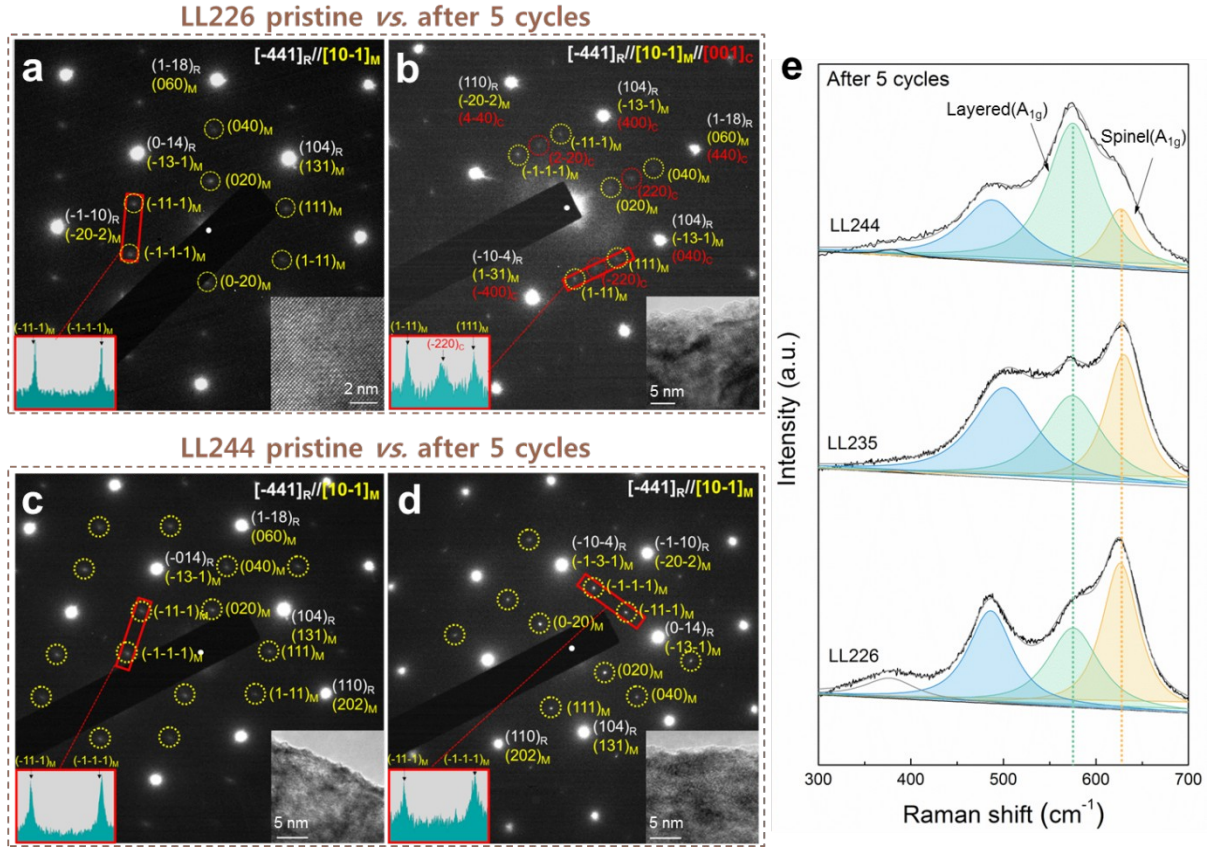 LL226 pristine vs. after 5 cycles
a
[-441]R//[10-1]M
(1-18)R
(060)M
(040)M
(0-14)R
(-13-1)M
(104)R
(131)M
(020)M
(-11-1)M
(111)M
(-1-10)R
(-20-2)M
(-1-1-1)M
(1-11)M
(0-20)M
(-11-1)M (-1-1-1)M
2 nm
b
[-441]R//[10-1]M//[001]C
(110)R
(-20-2)M
(4-40)C
(104)R
(-13-1)M
(400)C
(1-18)R
(060)M
(440)C
(-11-1)M
(2-20)C
(-1-1-1)M
(040)M
(220)C
(020)M
(104)R
(-13-1)M
(040)C
(-10-4)R
(1-31)M
(-400)C
(111)M
(-220)C
(1-11)M
(1-11)M (111)M
(-220)C
5 nm
LL244 pristine vs. after 5 cycles
c
[-441]R//[10-1]M
(1-18)R
(060)M
(-014)R
(-13-1)M
(040)M
(-11-1)M
(020)M
(104)R
(131)M
(-1-1-1)M
(111)M
(1-11)M
(110)R
(202)M
(-11-1)M (-1-1-1)M
5 nm
d
[-441]R//[10-1]M
(-10-4)R
(-1-3-1)M
(-1-10)R
(-20-2)M
(-1-1-1)M
(-11-1)M
(0-20)M
(0-14)R
(-13-1)M
(020)M
(040)M
(111)M
(104)R
(131)M
(110)R
(202)M
(-11-1)M (-1-1-1)M
5 nm
e
After 5 cycles
Layered(A1g)
Spinel(A1g)
LL244
LL235
LL226
Intensity (a.u.)
300 400 500 600 700
Raman shift (cm-1)